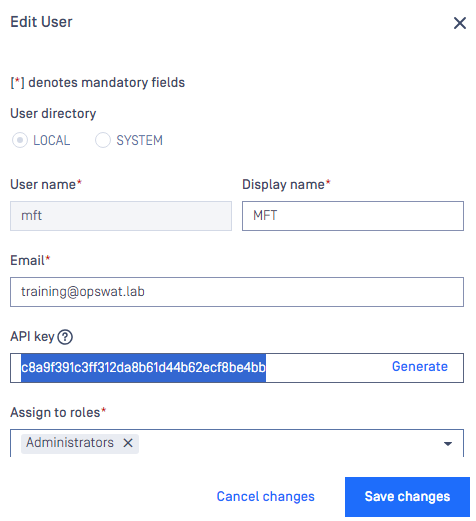 Edit User
[*] denotes mandatory fields
User directory
LOCAL SYSTEM
User name* Display name*
mft MFT
Email*
training@opswat.lab
API key ?
c8a9f391c3ff312da8b61d44b62ecf8be4bb Generate
Assign to roles*
Administrators
Cancel changes Save changes